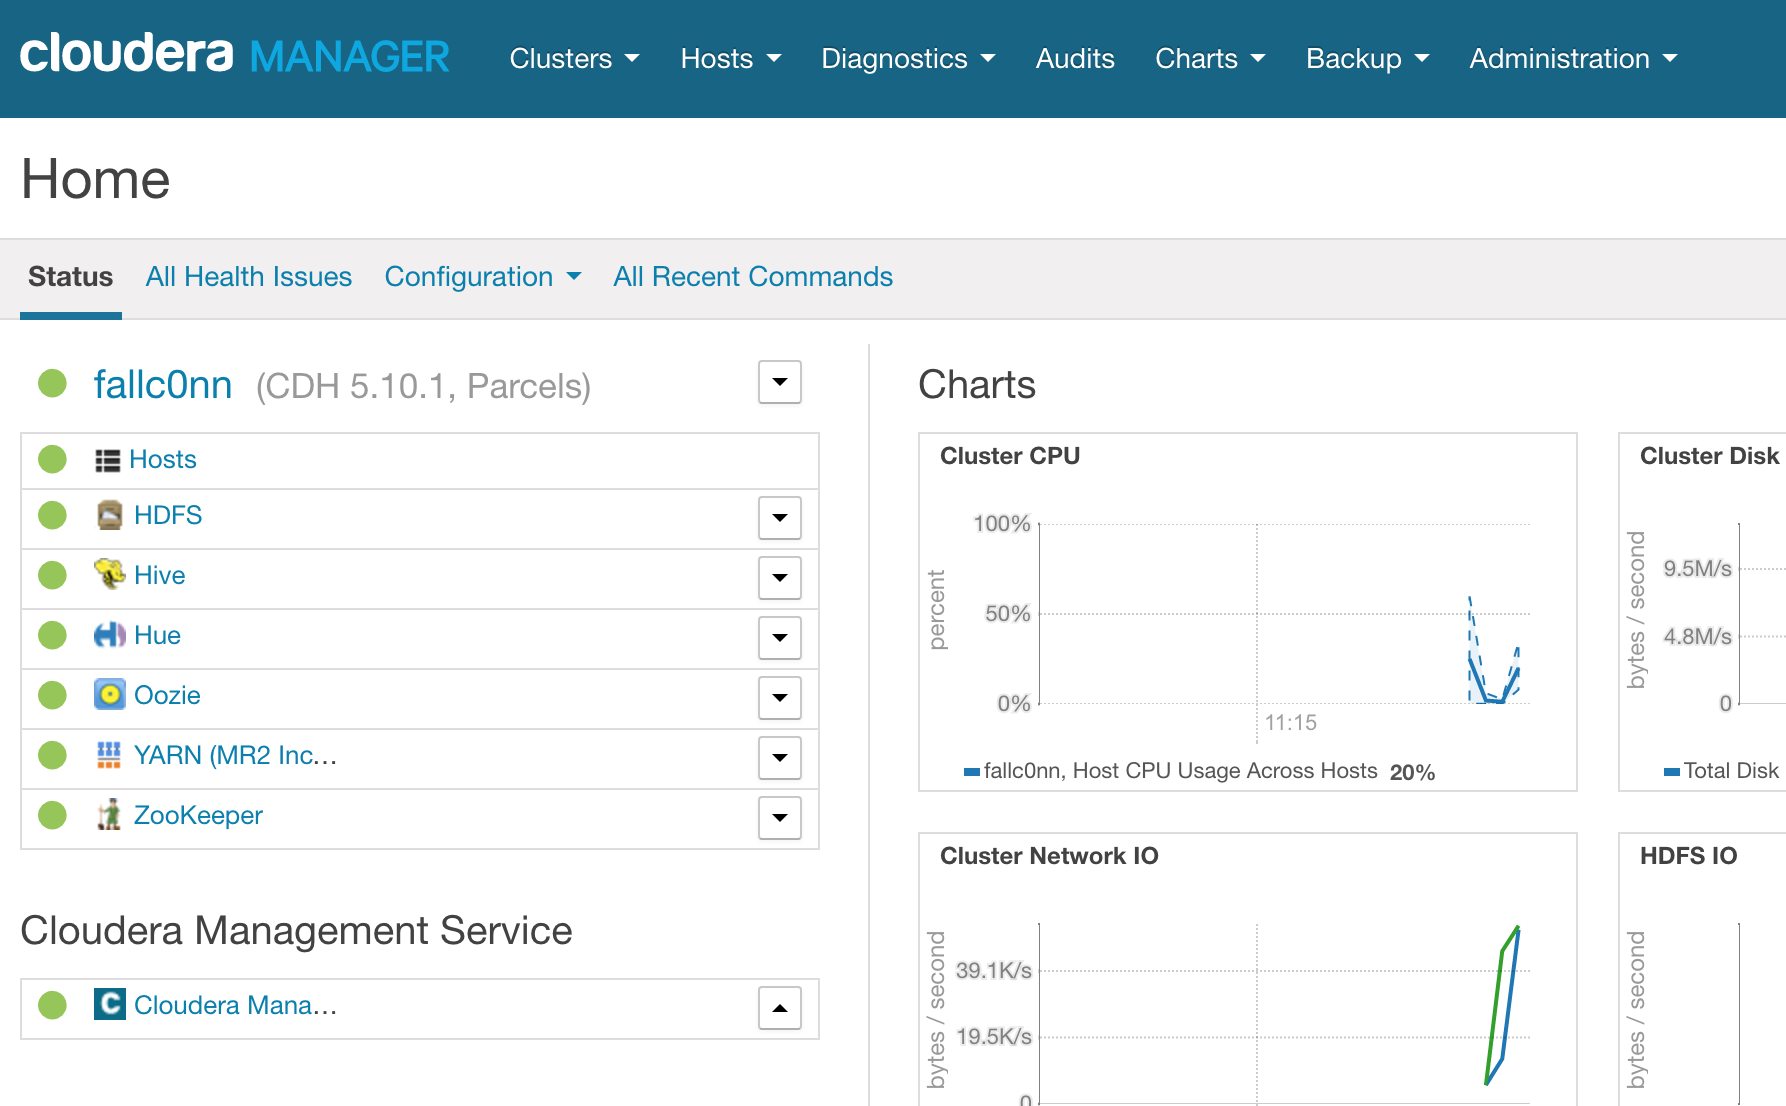 cloudera MANAGER Clusters Hosts Diagnostics Audits Charts Backup Administration
Home
Status All Health Issues Configuration All Recent Commands
fallc0nn (CDH 5.10.1, Parcels)
Hosts
HDFS
Hive
Hue
Oozie
YARN (MR2 Inc…
ZooKeeper
Cloudera Management Service
C Cloudera Mana…
Charts
Cluster CPU
percent
100%
50%
0%
11:15
fallc0nn, Host CPU Usage Across Hosts 20%
Cluster Disk
bytes / second
9.5M/s
4.8M/s
0
Total Disk
Cluster Network IO
bytes / second
39.1K/s
19.5K/s
0
HDFS IO
bytes / second